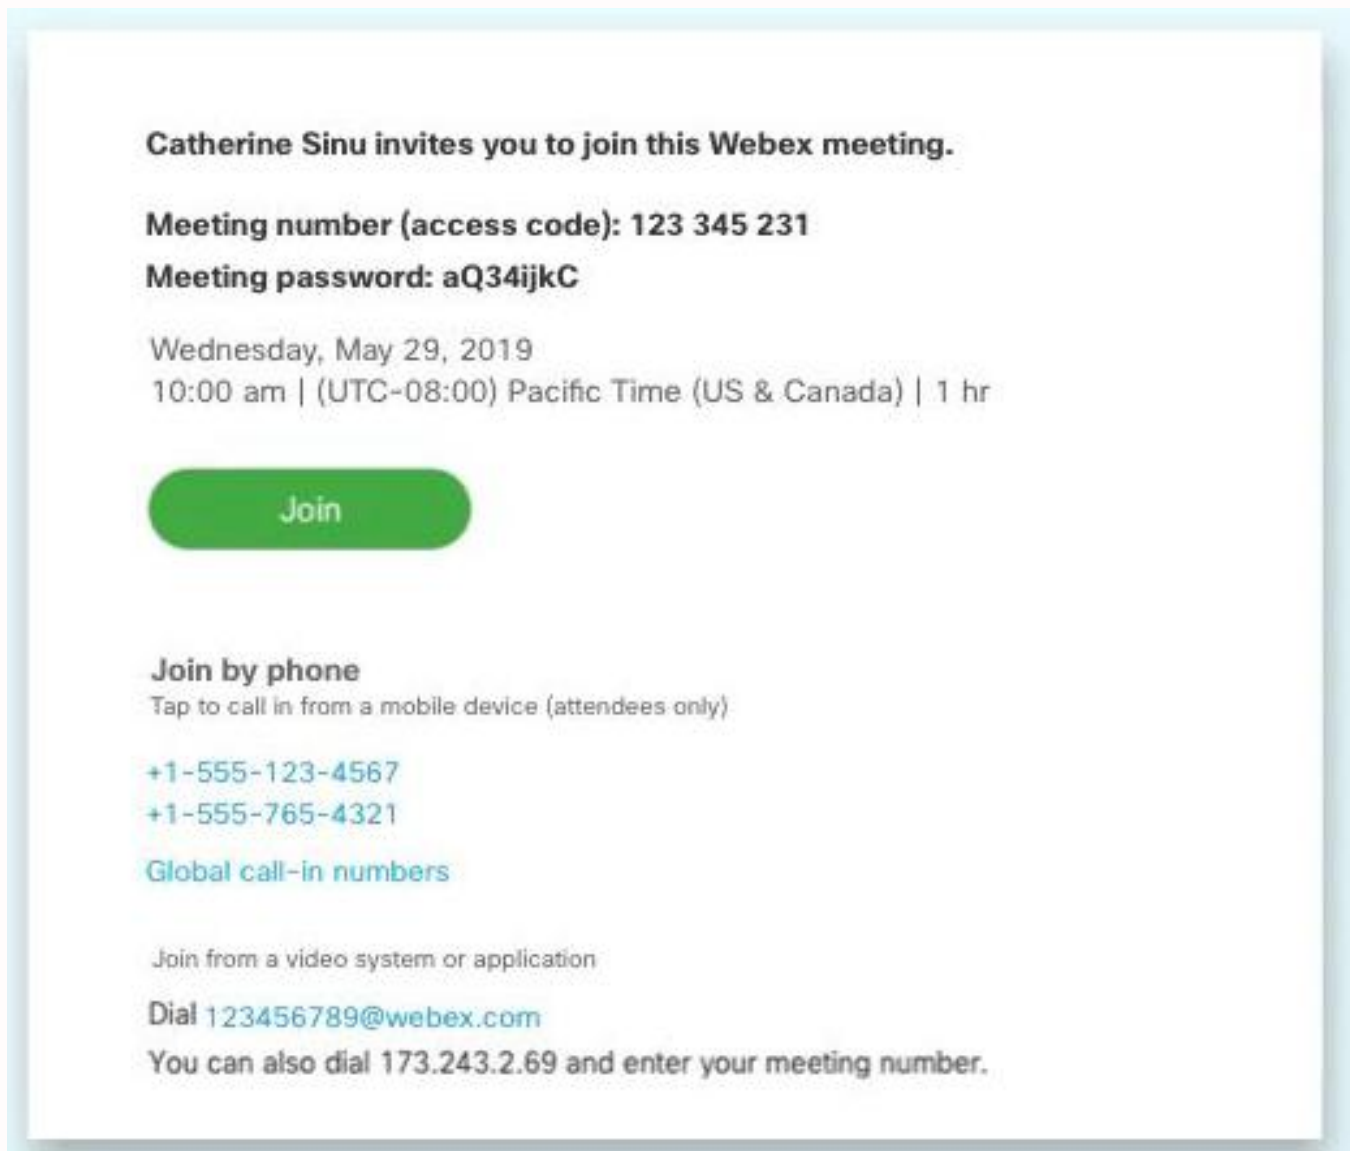 Catherine Sinu invites you to join this Webex meeting.
Meeting number (access code): 123 345 231
Meeting password: aQ34ijkC
Wednesday, May 29, 2019
10:00 am | (UTC-08:00) Pacific Time (US & Canada) | 1 hr
Join
Join by phone
Tap to call in from a mobile device (attendees only)
+1-555-123-4567
+1-555-765-4321
Global call-in numbers
Join from a video system or application
Dial 123456789@webex.com
You can also dial 173.243.2.69 and enter your meeting number.